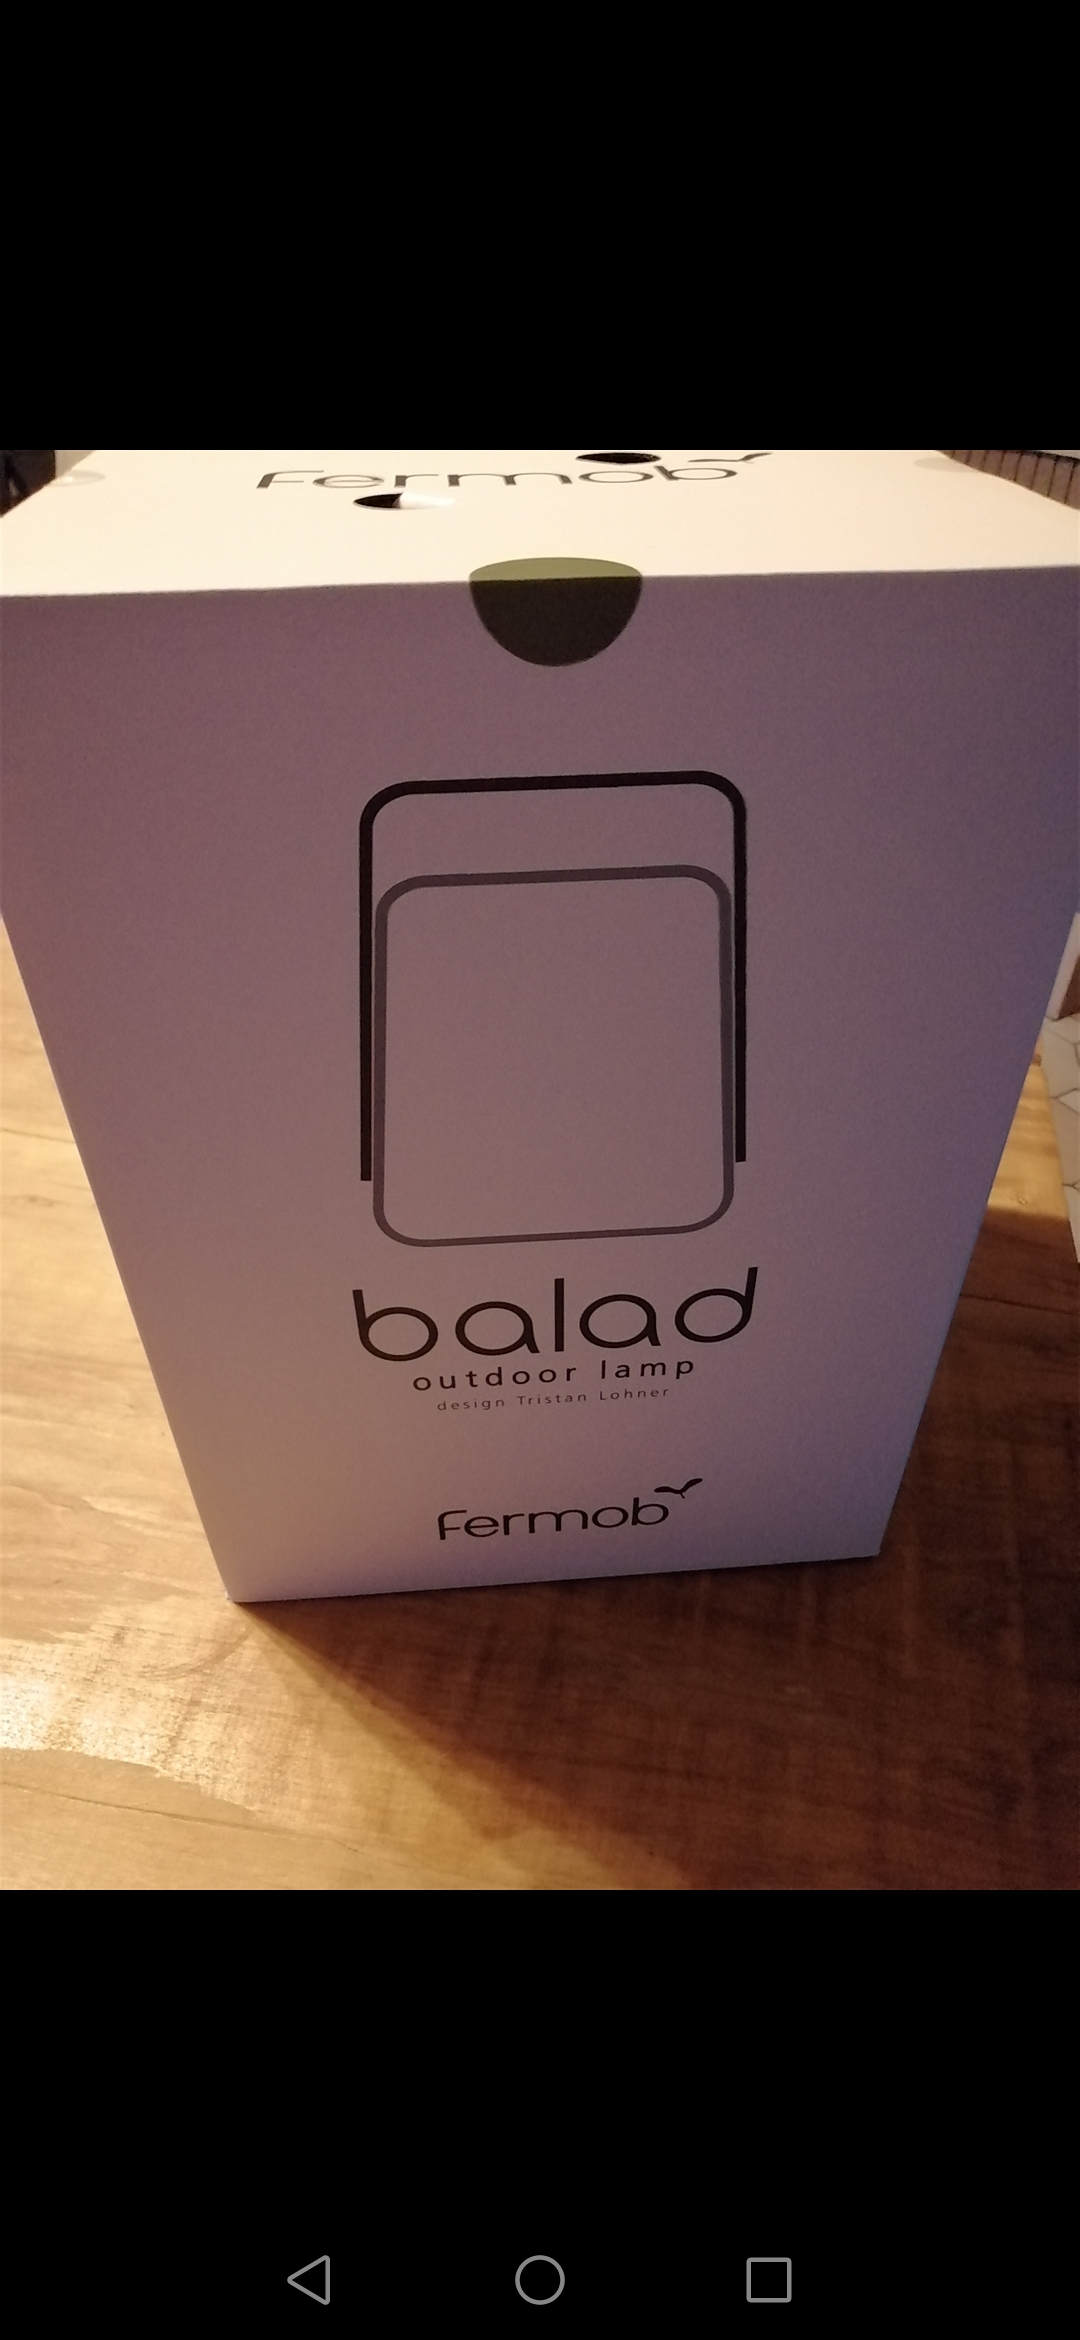 Fermob
balad
outdoor lamp
design Tristan Lohner
Fermob